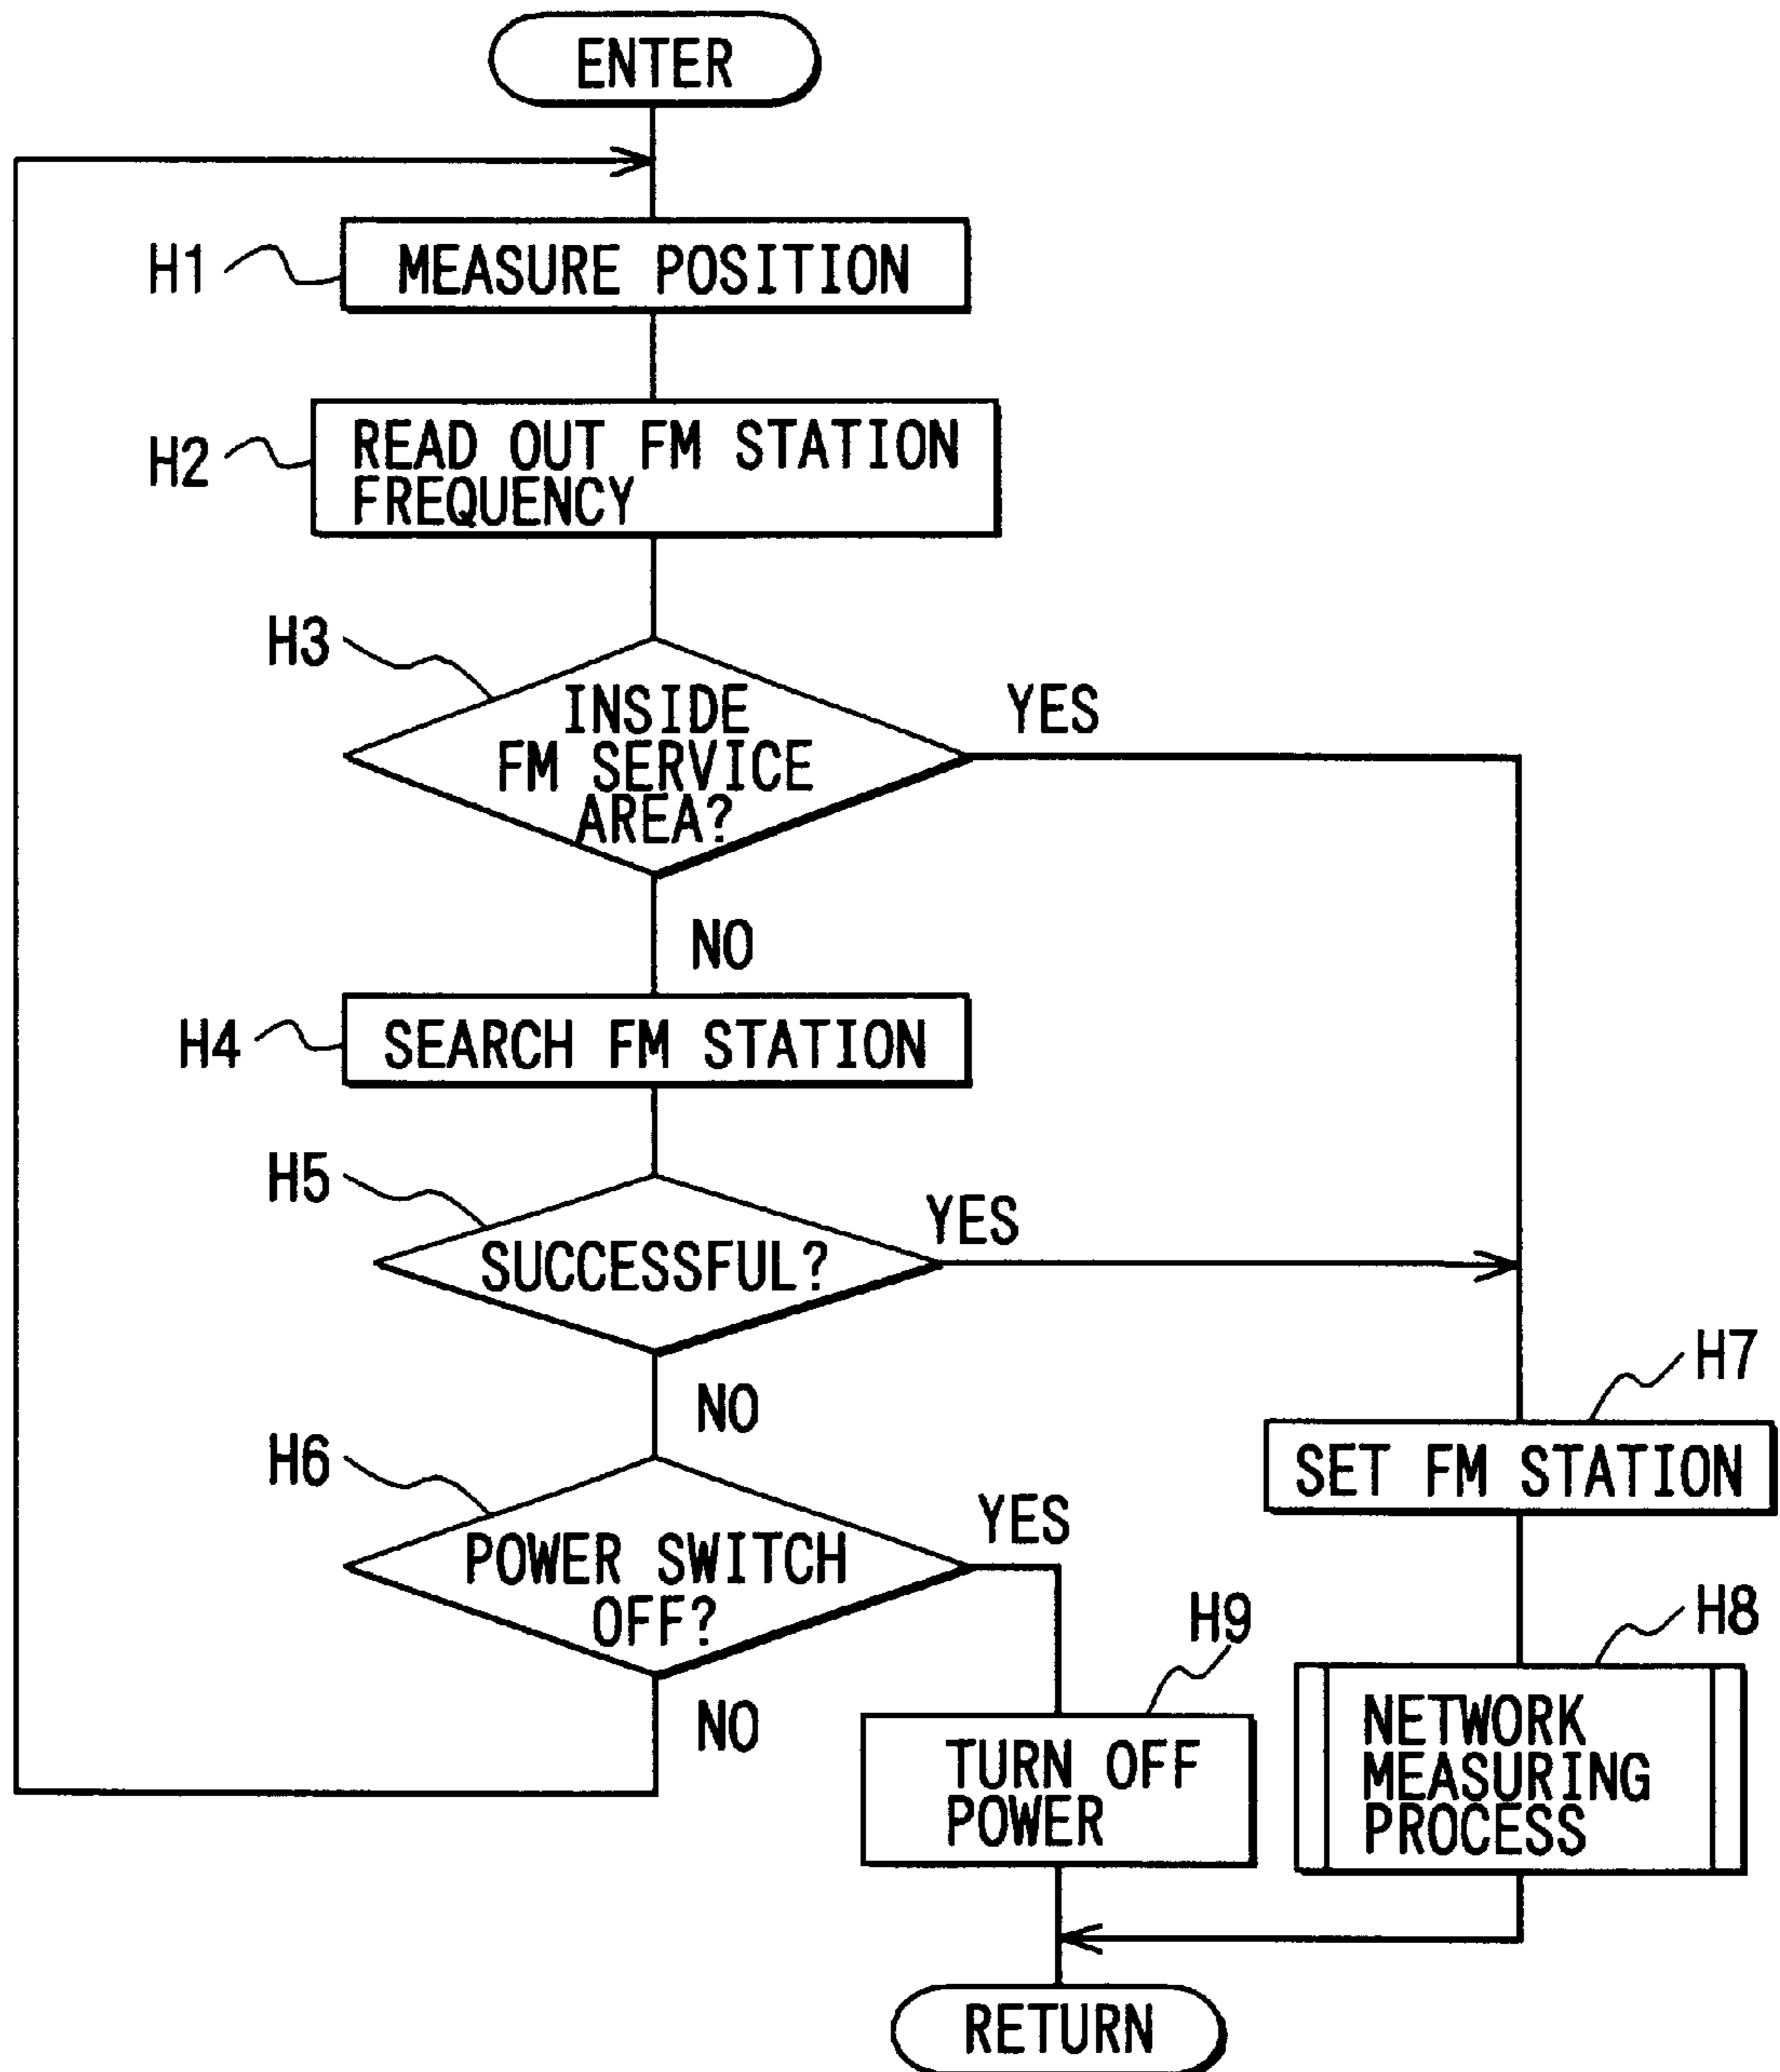 ENTER
H1
MEASURE POSITION
H2
READ OUT FM STATION
FREQUENCY
H3
INSIDE
FM SERVICE
AREA?
YES
NO
H4
SEARCH FM STATION
H5
SUCCESSFUL?
YES
NO
H6
POWER SWITCH
OFF?
YES
NO
H7
SET FM STATION
H8
NETWORK
MEASURING
PROCESS
H9
TURN OFF
POWER
RETURN